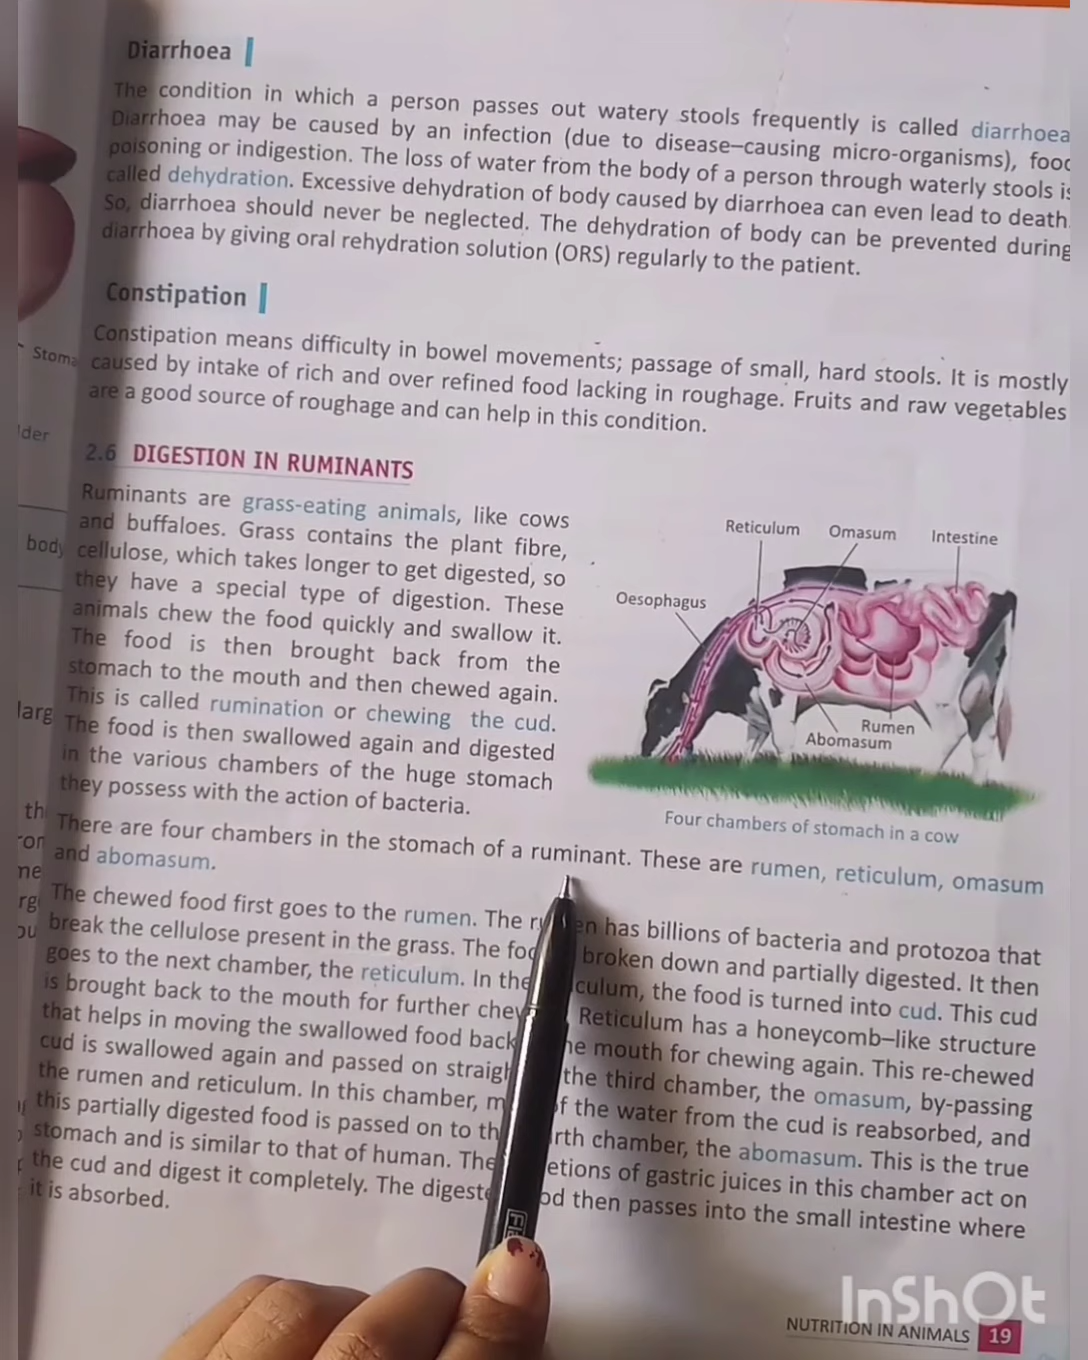 Diarrhoea
The condition in which a person passes out watery stools frequently is called diarrhoea
Diarrhoea may be caused by an infection (due to disease–causing micro-organisms), food
poisoning or indigestion. The loss of water from the body of a person through waterly stools is
called dehydration. Excessive dehydration of body caused by diarrhoea can even lead to death.
So, diarrhoea should never be neglected. The dehydration of body can be prevented during
diarrhoea by giving oral rehydration solution (ORS) regularly to the patient.
Constipation
Constipation means difficulty in bowel movements; passage of small, hard stools. It is mostly
caused by intake of rich and over refined food lacking in roughage. Fruits and raw vegetables
are a good source of roughage and can help in this condition.
2.6 DIGESTION IN RUMINANTS
Ruminants are grass-eating animals, like cows
and buffaloes. Grass contains the plant fibre,
cellulose, which takes longer to get digested, so
they have a special type of digestion. These
animals chew the food quickly and swallow it.
The food is then brought back from the
stomach to the mouth and then chewed again.
This is called rumination or chewing the cud.
The food is then swallowed again and digested
in the various chambers of the huge stomach
they possess with the action of bacteria.
Reticulum Omasum Intestine
Oesophagus
Rumen
Abomasum
Four chambers of stomach in a cow
There are four chambers in the stomach of a ruminant. These are rumen, reticulum, omasum
and abomasum.
The chewed food first goes to the rumen. The has billions of bacteria and protozoa that
break the cellulose present in the grass. The broken down and partially digested. It then
goes to the next chamber, the reticulum. In the the food is turned into cud. This cud
is brought back to the mouth for further Reticulum has a honeycomb–like structure
that helps in moving the swallowed food back mouth for chewing again. This re-chewed
cud is swallowed again and passed on the third chamber, the omasum, by-passing
the rumen and reticulum. In this chamber, the water from the cud is reabsorbed, and
this partially digested food is passed on to chamber, the abomasum. This is the true
stomach and is similar to that of human. The of gastric juices in this chamber act on
the cud and digest it completely. The then passes into the small intestine where
it is absorbed.
NUTRITION IN ANIMALS 19
InShOt
body